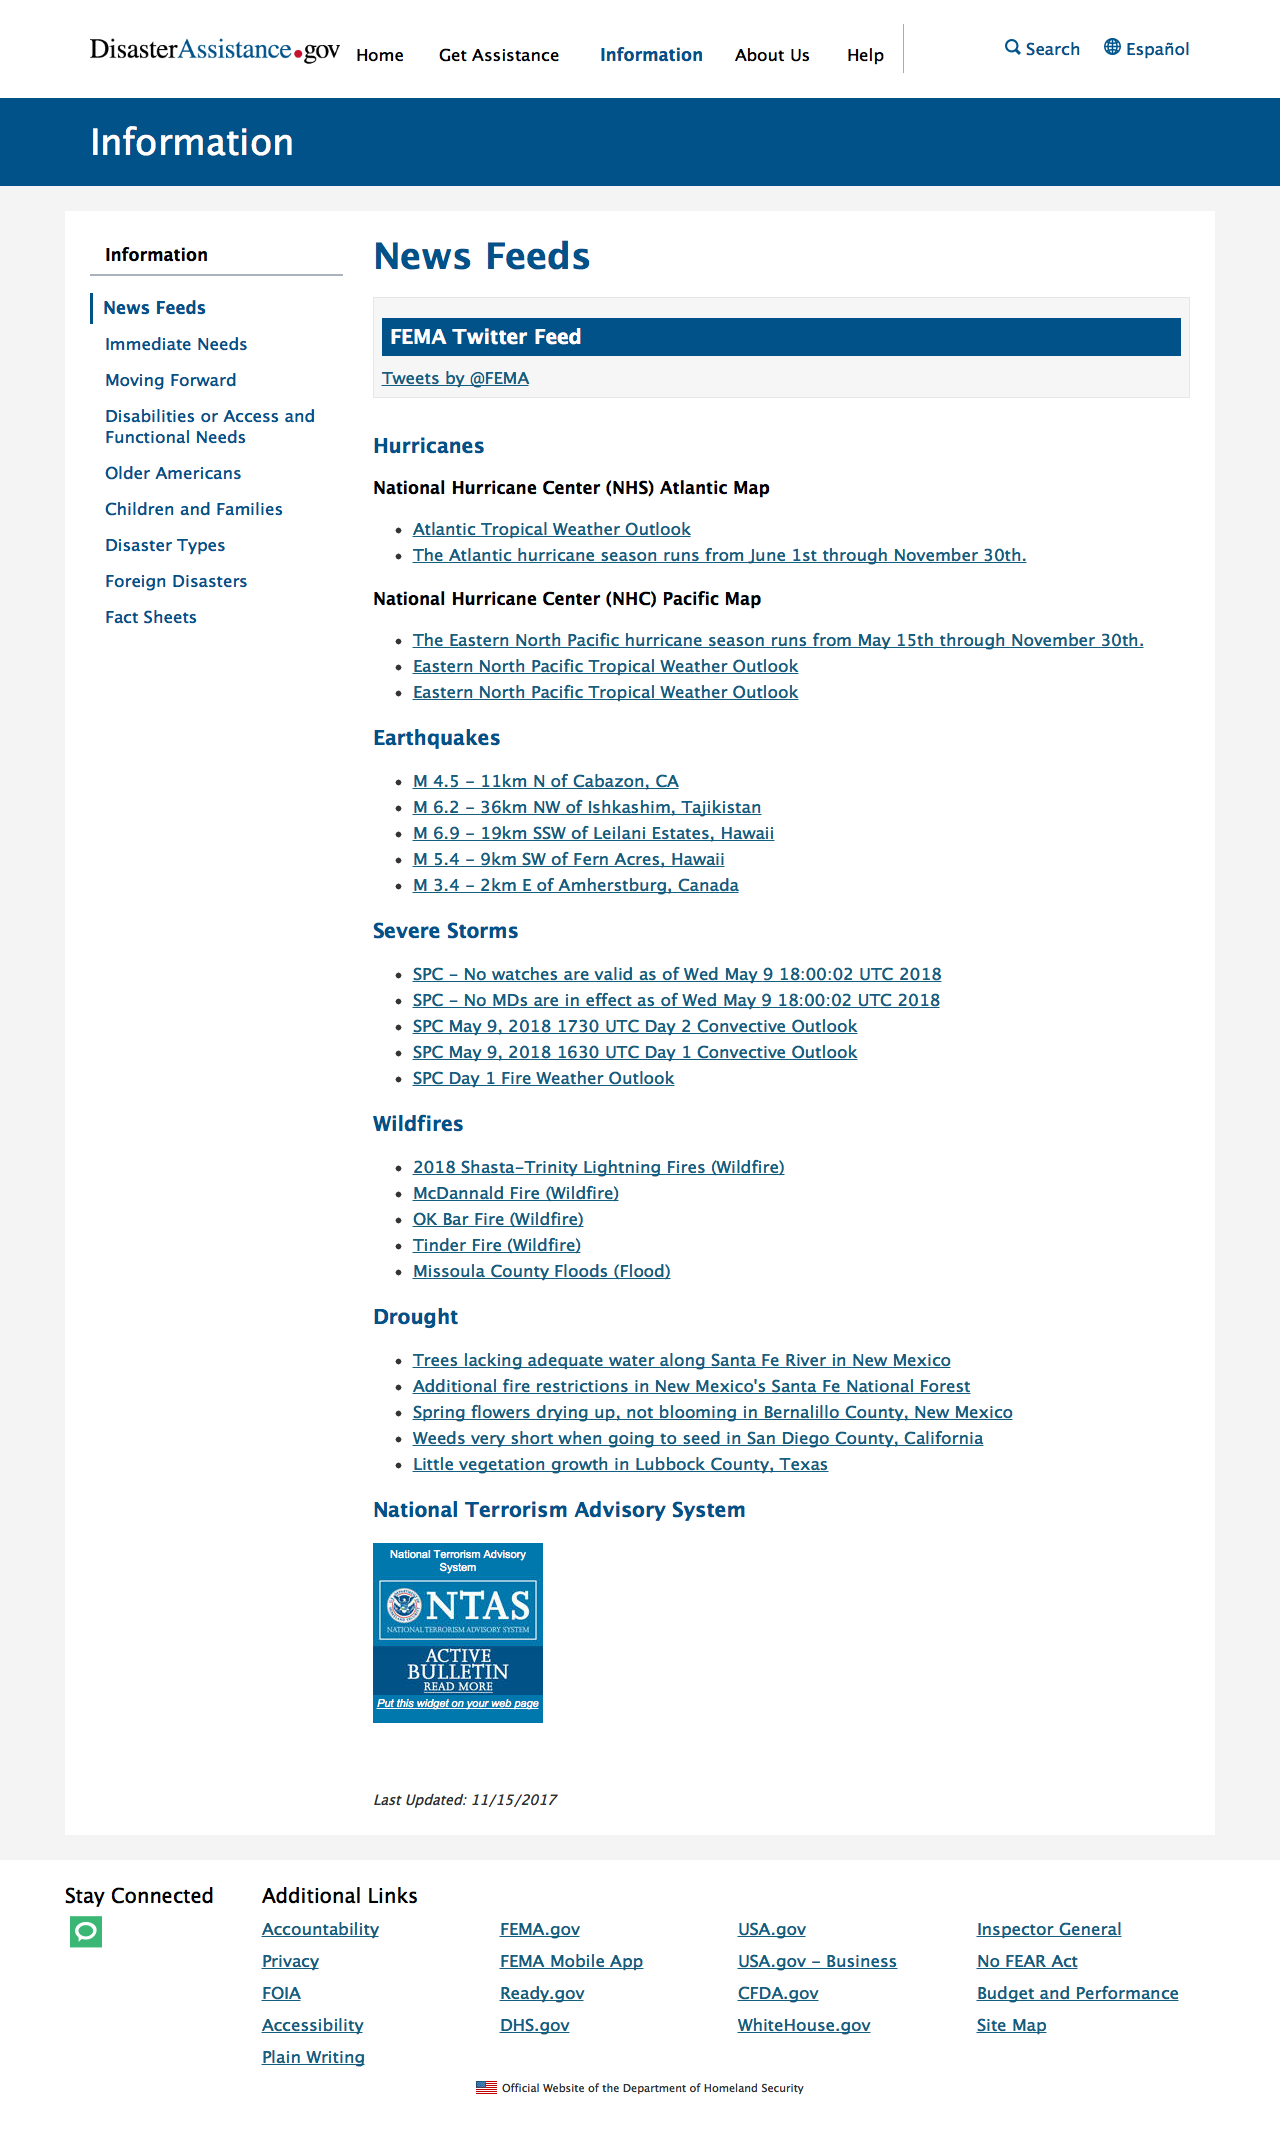 DisasterAssistance.gov
Home
Get Assistance
Information
About Us
Help
Search
Español
Information
Information
News Feeds
Immediate Needs
Moving Forward
Disabilities or Access and
Functional Needs
Older Americans
Children and Families
Disaster Types
Foreign Disasters
Fact Sheets
News Feeds
FEMA Twitter Feed
Tweets by @FEMA
Hurricanes
National Hurricane Center (NHS) Atlantic Map
Atlantic Tropical Weather Outlook
The Atlantic hurricane season runs from June 1st through November 30th.
National Hurricane Center (NHC) Pacific Map
The Eastern North Pacific hurricane season runs from May 15th through November 30th.
Eastern North Pacific Tropical Weather Outlook
Eastern North Pacific Tropical Weather Outlook
Earthquakes
M 4.5 - 11km N of Cabazon, CA
M 6.2 - 36km NW of Ishkashim, Tajikistan
M 6.9 - 19km SSW of Leilani Estates, Hawaii
M 5.4 - 9km SW of Fern Acres, Hawaii
M 3.4 - 2km E of Amherstburg, Canada
Severe Storms
SPC - No watches are valid as of Wed May 9 18:00:02 UTC 2018
SPC - No MDs are in effect as of Wed May 9 18:00:02 UTC 2018
SPC May 9, 2018 1730 UTC Day 2 Convective Outlook
SPC May 9, 2018 1630 UTC Day 1 Convective Outlook
SPC Day 1 Fire Weather Outlook
Wildfires
2018 Shasta-Trinity Lightning Fires (Wildfire)
McDannald Fire (Wildfire)
OK Bar Fire (Wildfire)
Tinder Fire (Wildfire)
Missoula County Floods (Flood)
Drought
Trees lacking adequate water along Santa Fe River in New Mexico
Additional fire restrictions in New Mexico's Santa Fe National Forest
Spring flowers drying up, not blooming in Bernalillo County, New Mexico
Weeds very short when going to seed in San Diego County, California
Little vegetation growth in Lubbock County, Texas
National Terrorism Advisory System
National Terrorism Advisory
System
NTAS
NATIONAL TERRORISM ADVISORY SYSTEM
ACTIVE
BULLETIN
READ MORE
Put this widget on your web page
Last Updated: 11/15/2017
Stay Connected
Additional Links
Accountability
Privacy
FOIA
Accessibility
Plain Writing
FEMA.gov
FEMA Mobile App
Ready.gov
DHS.gov
USA.gov
USA.gov - Business
CFDA.gov
WhiteHouse.gov
Inspector General
No FEAR Act
Budget and Performance
Site Map
Official Website of the Department of Homeland Security